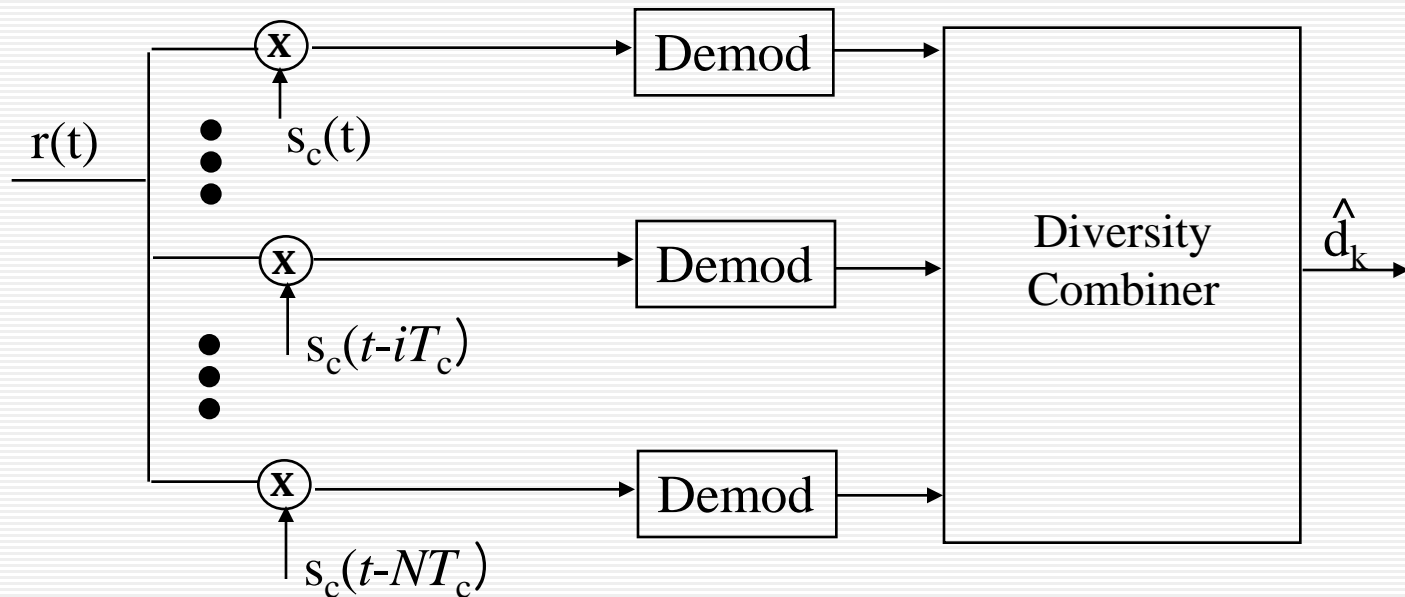 x
Demod
s_c(t)
r(t)
x
Demod
s_c(t-iT_c)
Diversity
Combiner
d̂_k
x
Demod
s_c(t-NT_c)